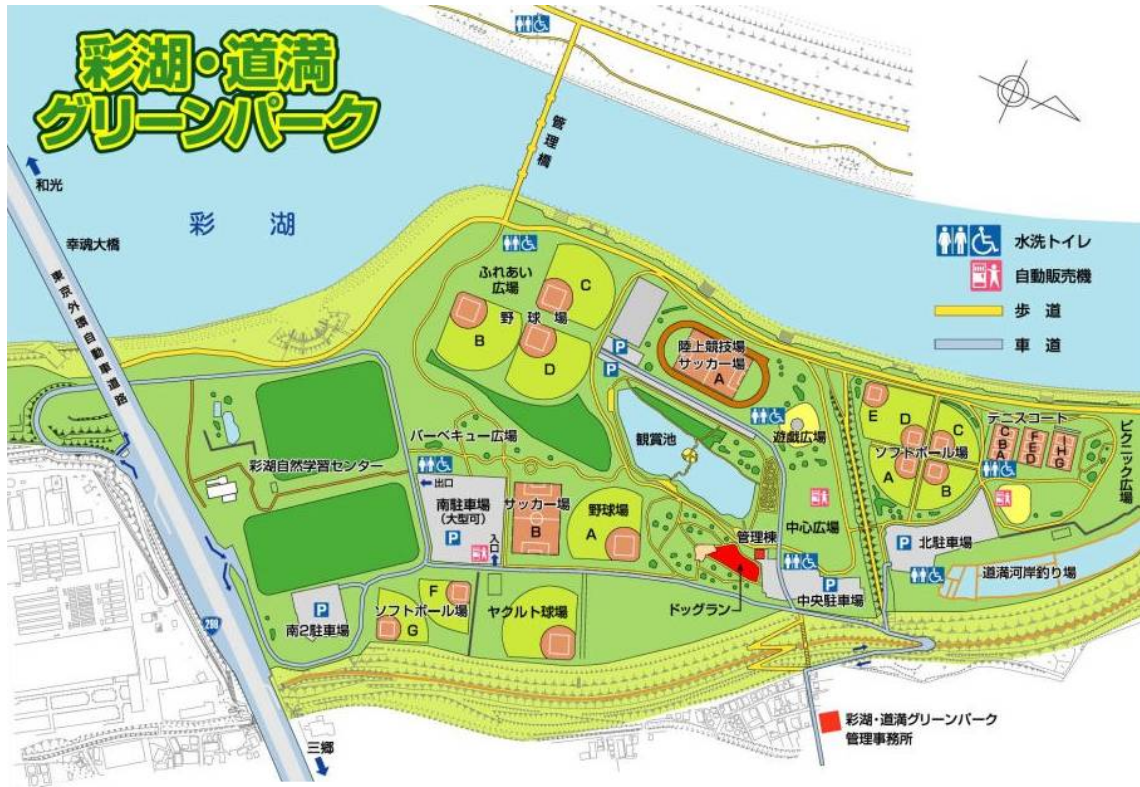 彩湖・道満
グリーンパーク
和光
彩湖
幸魂大橋
東京外環自動車道路
管理橋
水洗トイレ
自動販売機
歩道
車道
ふれあい
広場
野球場
C
B
D
P
P
陸上競技場
サッカー場
A
遊戯広場
観賞池
E
D
C
ソフトボール場
A
B
テニスコート
C
B
A
F
E
D
I
H
G
ピクニック広場
バーベキュー広場
彩湖自然学習センター
出口
南駐車場
(大型可)
P
入口
サッカー場
B
野球場
A
中心広場
管理棟
P
北駐車場
道満河岸釣り場
P
中央駐車場
ドッグラン
P
南2駐車場
F
ソフトボール場
G
ヤクルト球場
298
三郷
彩湖・道満グリーンパーク
管理事務所